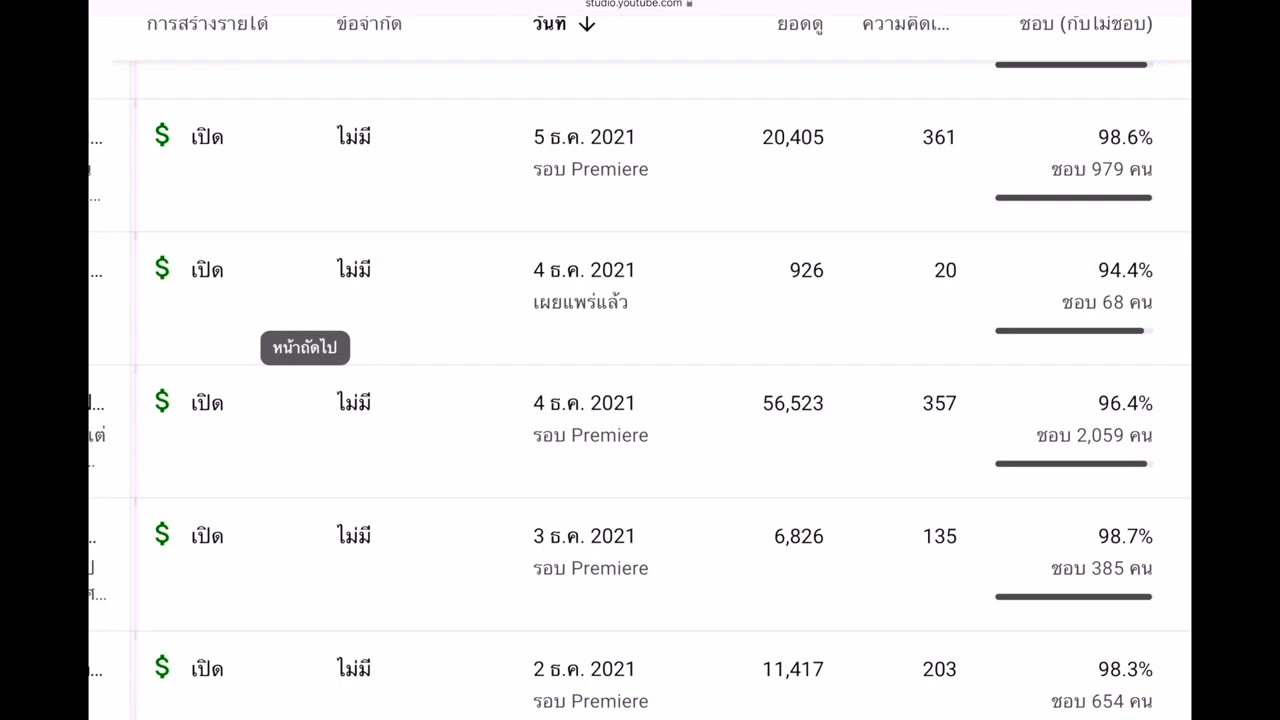 studio.youtube.com
การสร้างรายได้ ข้อจำกัด วันที่ ยอดดู ความคิดเ... ชอบ (กับไม่ชอบ)
... เปิด ไม่มี 5 ธ.ค. 2021 20,405 361 98.6%
รอบ Premiere ชอบ 979 คน
...
... เปิด ไม่มี 4 ธ.ค. 2021 926 20 94.4%
เผยแพร่แล้ว ชอบ 68 คน
หน้าถัดไป
... เปิด ไม่มี 4 ธ.ค. 2021 56,523 357 96.4%
แต่ รอบ Premiere ชอบ 2,059 คน
.. เปิด ไม่มี 3 ธ.ค. 2021 6,826 135 98.7%
รอบ Premiere ชอบ 385 คน
... เปิด ไม่มี 2 ธ.ค. 2021 11,417 203 98.3%
รอบ Premiere ชอบ 654 คน